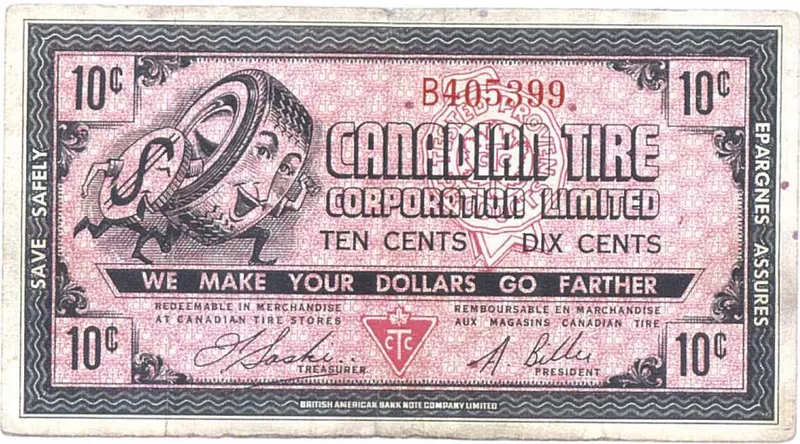 10¢
B405399
10¢
CANADIAN TIRE
CORPORATION LIMITED
TEN CENTS DIX CENTS
SAVE SAFELY
EPARGNES ASSURES
WE MAKE YOUR DOLLARS GO FARTHER
REDEEMABLE IN MERCHANDISE
AT CANADIAN TIRE STORES
REMBOURSABLE EN MARCHANDISE
AUX MAGASINS CANADIAN TIRE
10¢
CTC
10¢
TREASURER
A. Billes
PRESIDENT
BRITISH AMERICAN BANK NOTE COMPANY LIMITED